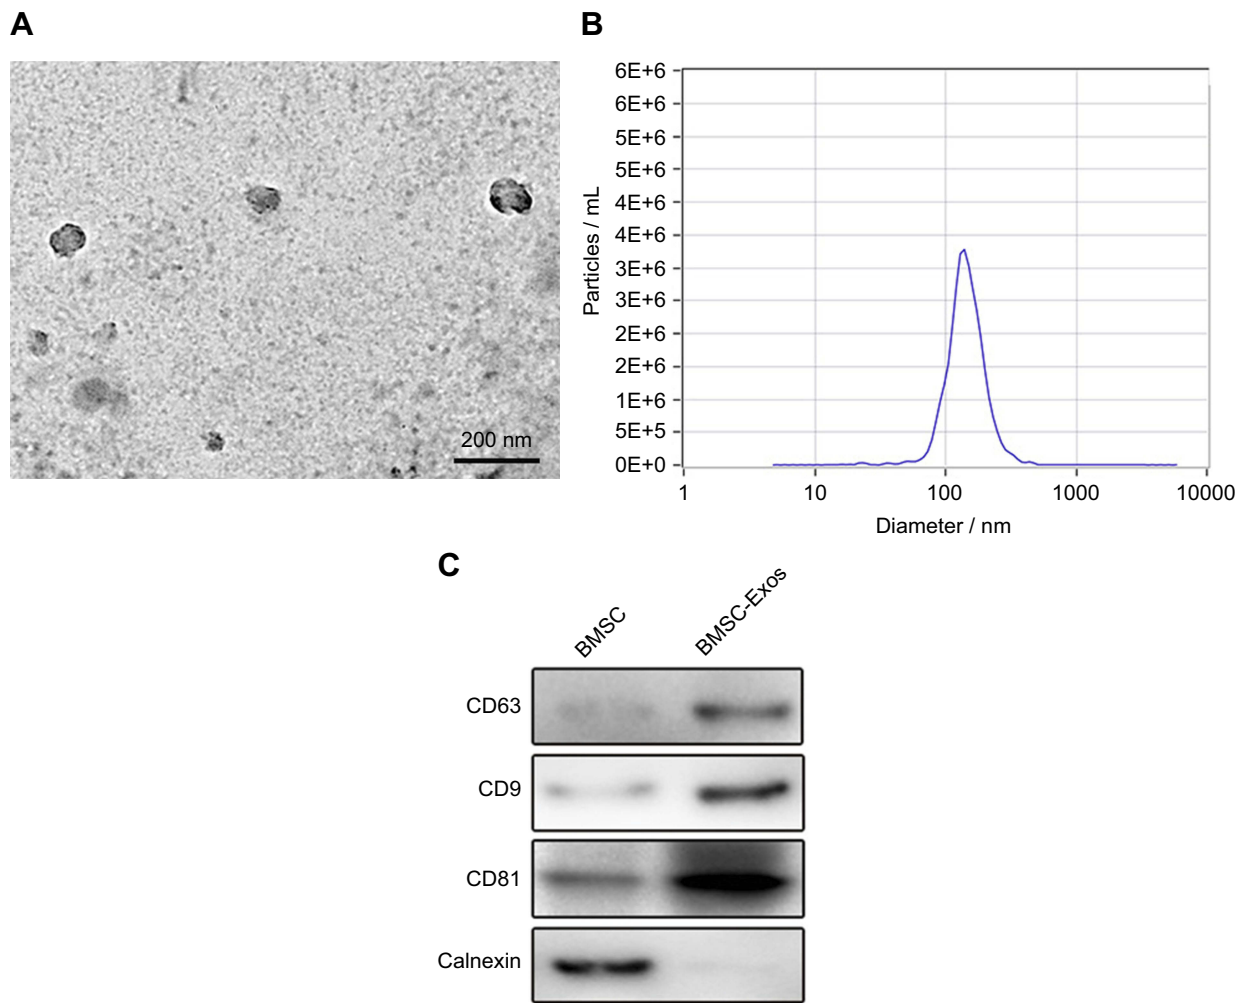 A
200 nm
B
Particles / mL
6E+6
6E+6
5E+6
5E+6
4E+6
4E+6
3E+6
3E+6
2E+6
2E+6
1E+6
5E+5
0E+0
1 10 100 1000 10000
Diameter / nm
C
BMSC BMSC-Exos
CD63
CD9
CD81
Calnexin